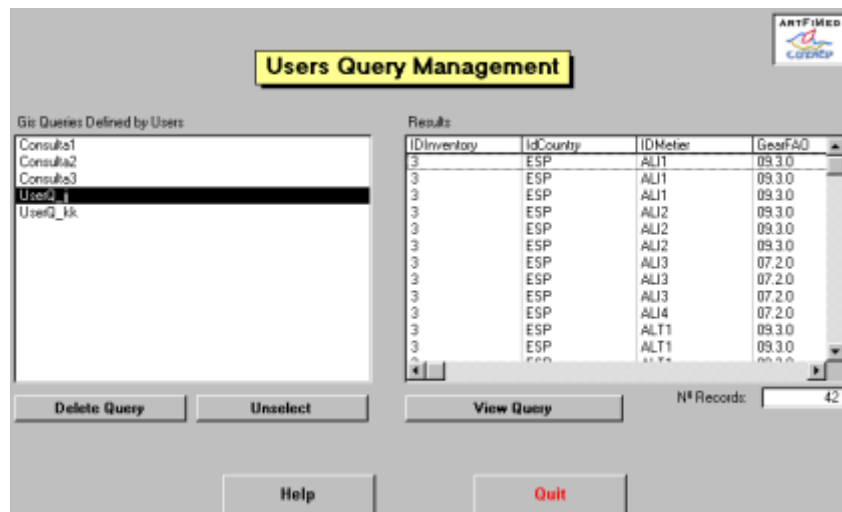 ARTFIMED
COPEMED
Users Query Management
Gis Queries Defined by Users
Consulta1
Consulta2
Consulta3
UserQ_j
UserQ_kk
Results
IDInventory IdCountry IDMetier GearFAO
3 ESP ALI1 09.3.0
3 ESP ALI1 09.3.0
3 ESP ALI1 09.3.0
3 ESP ALI2 09.3.0
3 ESP ALI2 09.3.0
3 ESP ALI2 09.3.0
3 ESP ALI3 07.2.0
3 ESP ALI3 07.2.0
3 ESP ALI3 07.2.0
3 ESP ALI4 07.2.0
3 ESP ALT1 09.3.0
3 ESP ALT1 09.3.0
Delete Query
Unselect
View Query
Nº Records: 42
Help
Quit